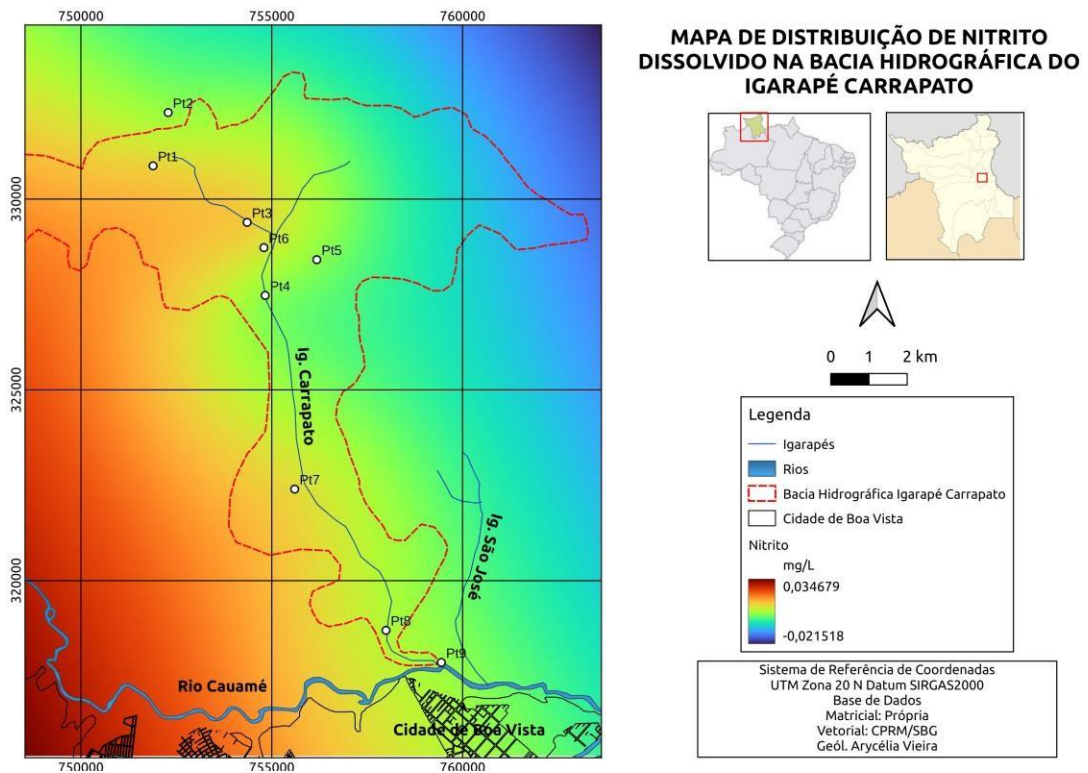 750000
755000
760000
MAPA DE DISTRIBUIÇÃO DE NITRITO
DISSOLVIDO NA BACIA HIDROGRÁFICA DO
IGARAPÉ CARRAPATO
Pt2
Pt1
330000
Pt3
Pt6
Pt5
Pt4
Ig. Carrapato
325000
Pt7
Ig. São José
320000
Pt8
Pt9
Rio Cauamé
Cidade de Boa Vista
750000
755000
760000
0 1 2 km
Legenda
Igarapés
Rios
Bacia Hidrográfica Igarapé Carrapato
Cidade de Boa Vista
Nitrito
mg/L
0,034679
-0,021518
Sistema de Referência de Coordenadas
UTM Zona 20 N Datum SIRGAS2000
Base de Dados
Matricial: Própria
Vetorial: CPRM/SBG
Geól. Arycélia Vieira